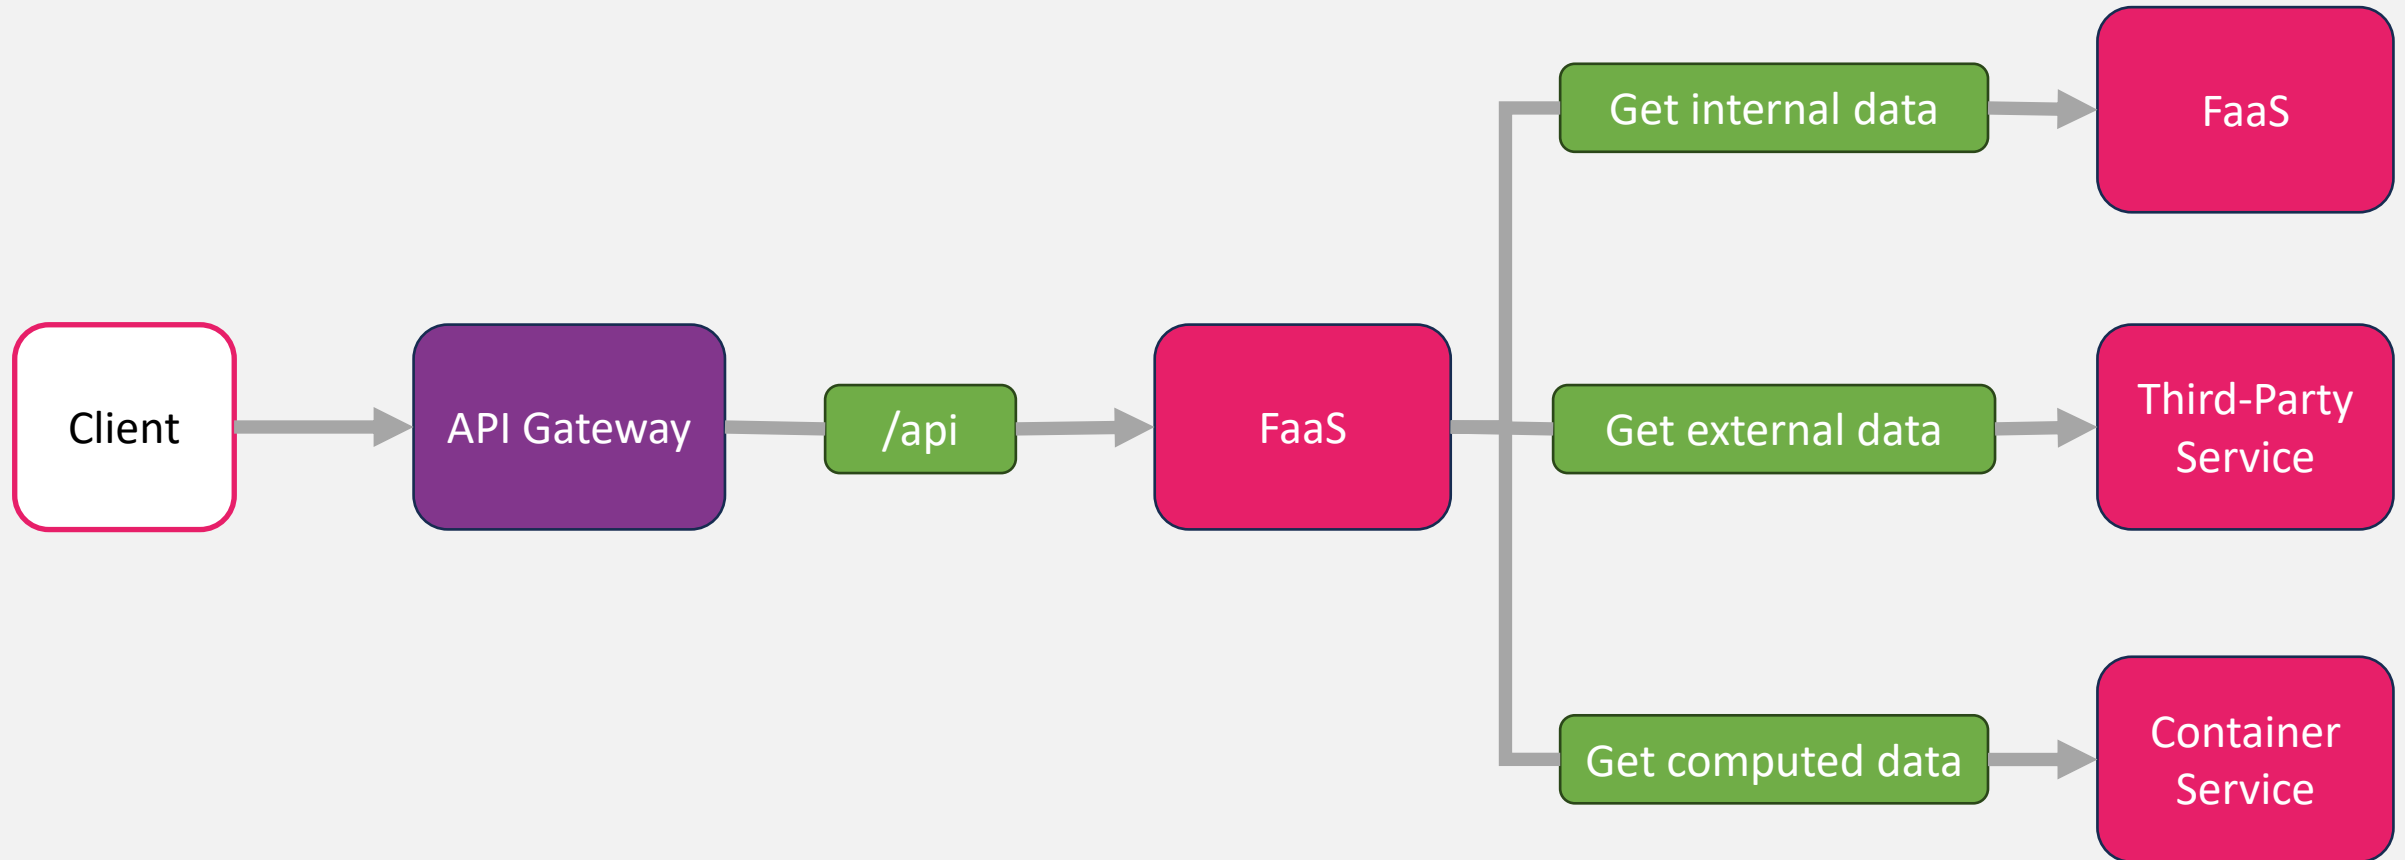 Client
API Gateway
/api
FaaS
Get internal data
FaaS
Get external data
Third-Party
Service
Get computed data
Container
Service